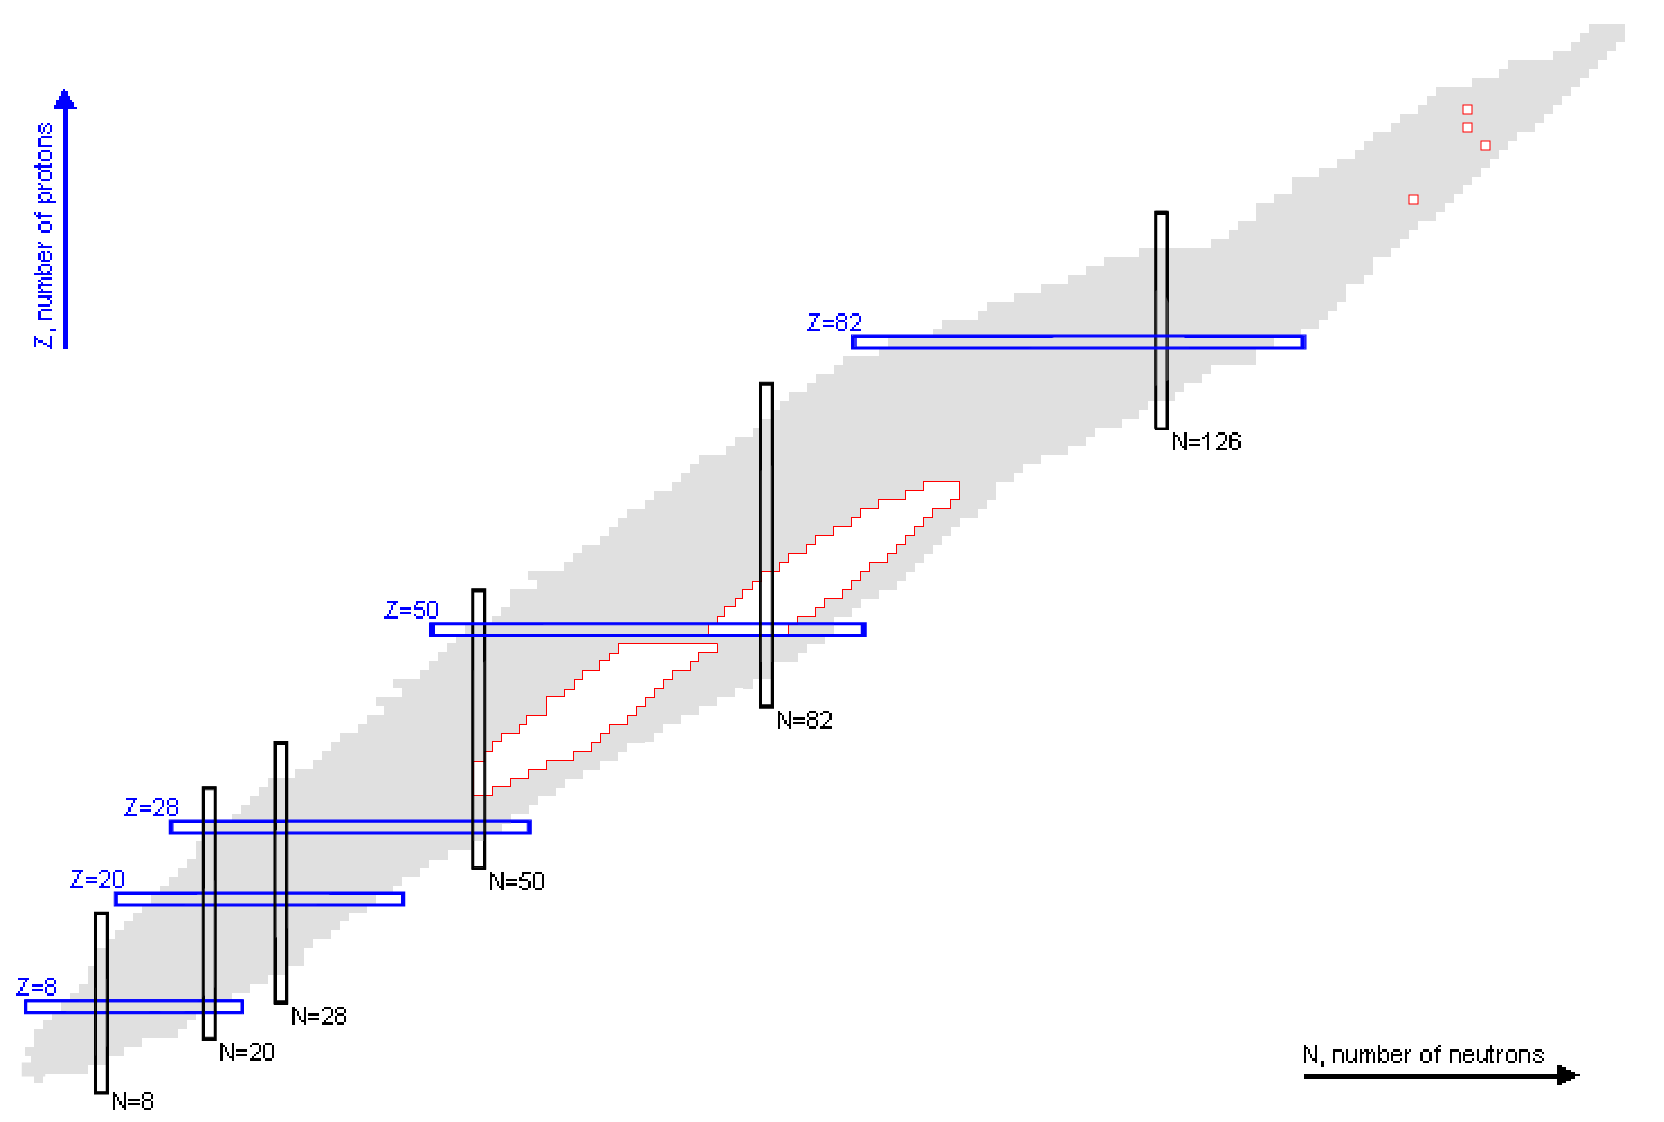 Z, number of protons
Z=82
N=126
Z=50
N=82
Z=28
N=50
Z=20
Z=8
N=28
N=20
N=8
N, number of neutrons